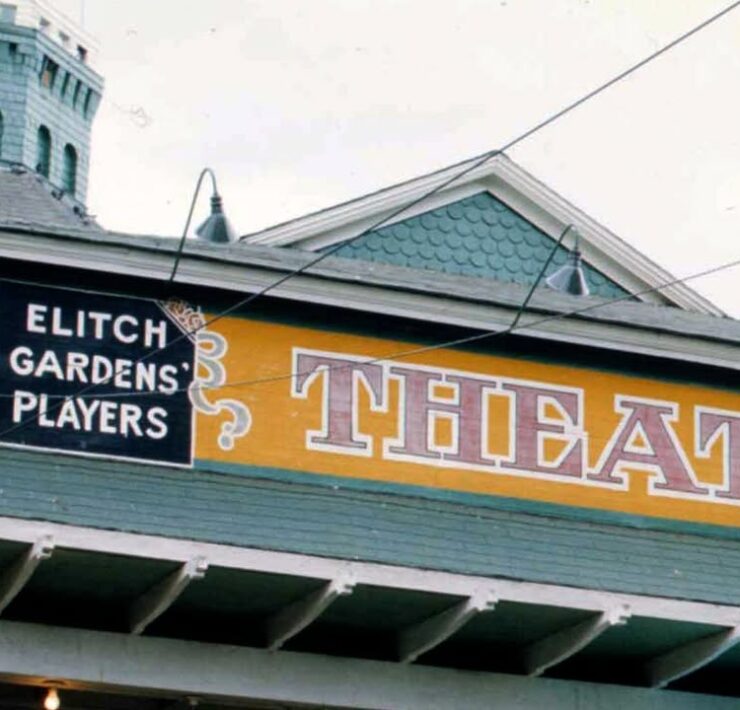 ELITCH
GARDENS'
PLAYERS
THEAT